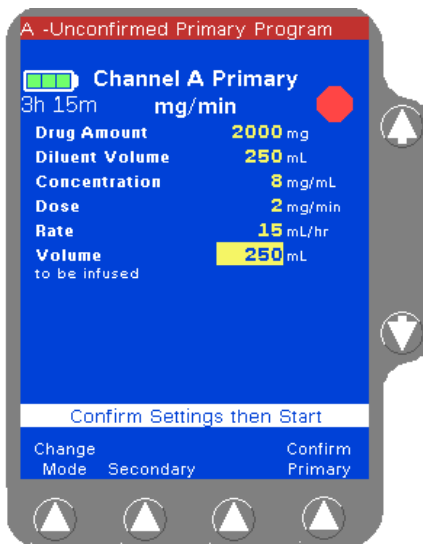 A -Unconfirmed Primary Program
Channel A Primary
3h 15m mg/min
Drug Amount 2000 mg
Diluent Volume 250 mL
Concentration 8 mg/mL
Dose 2 mg/min
Rate 15 mL/hr
Volume 250 mL
to be infused
Confirm Settings then Start
Change Confirm
Mode Secondary Primary